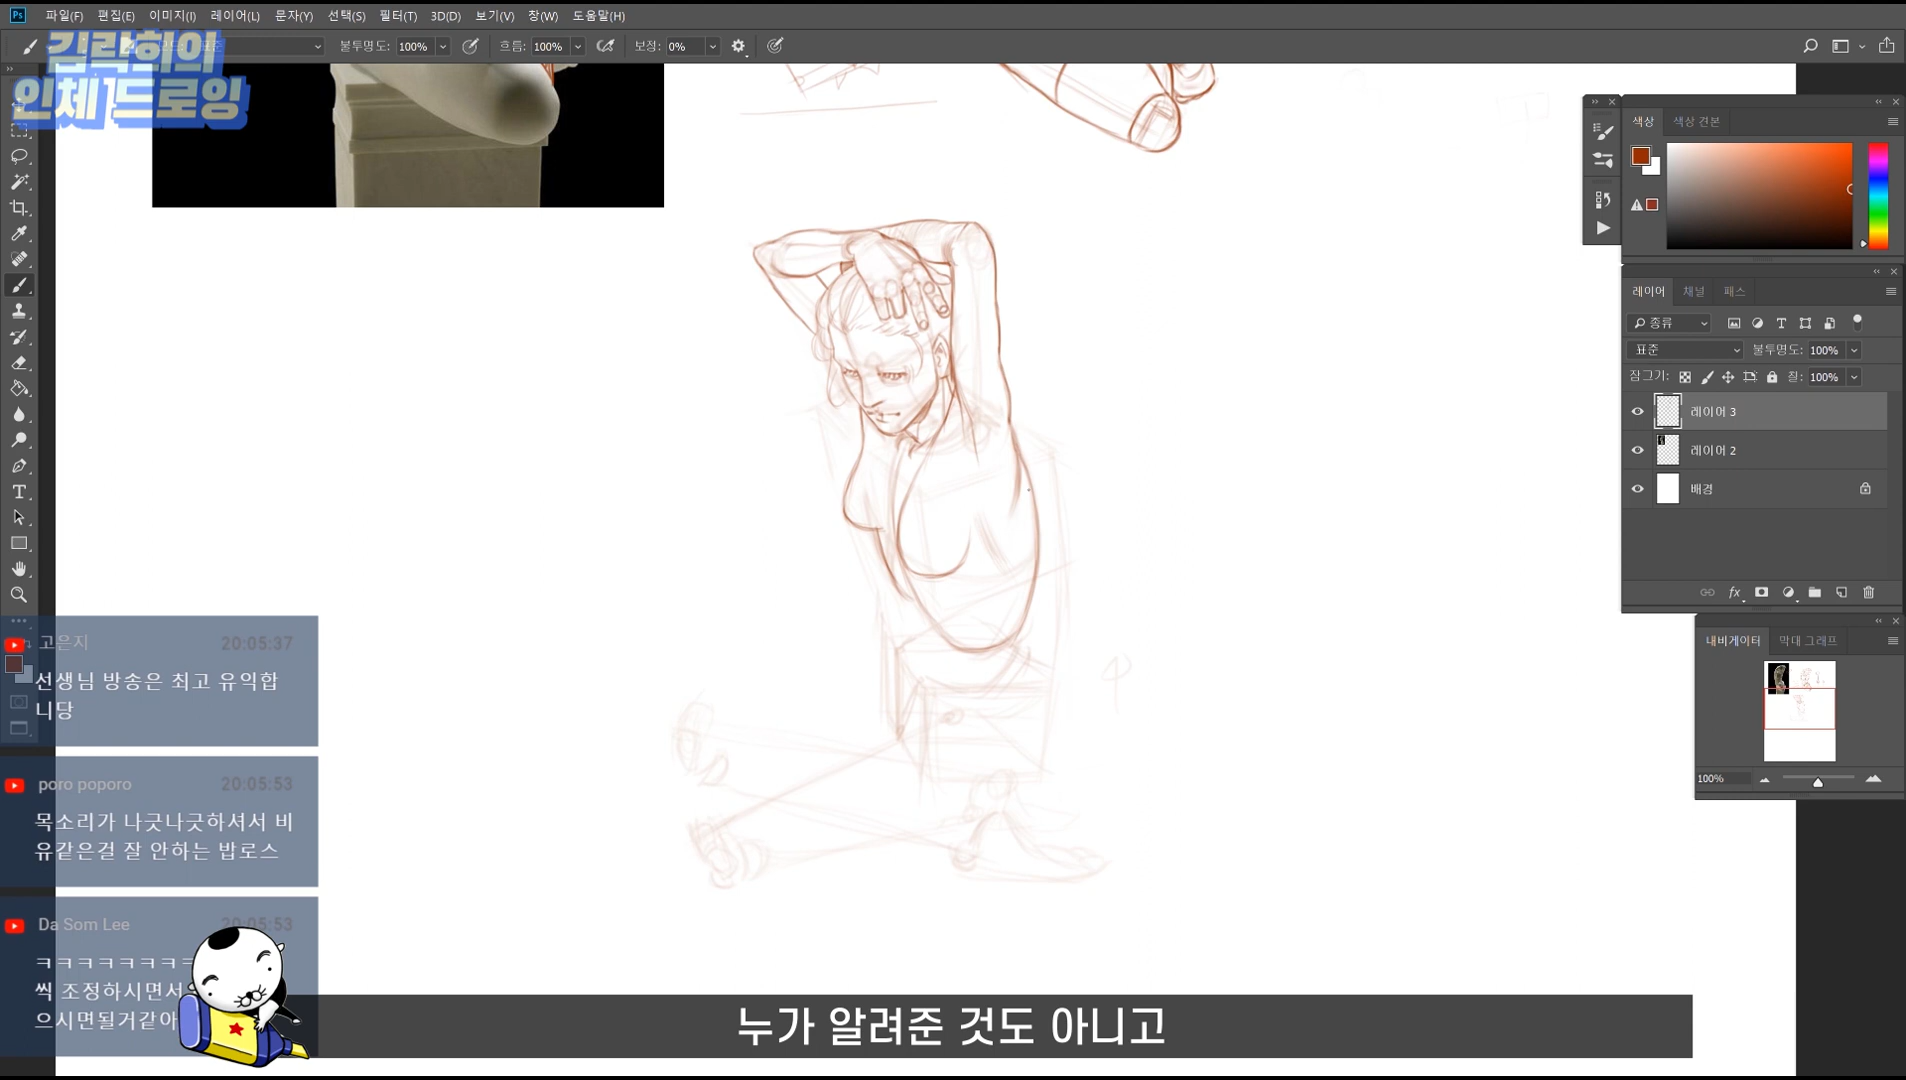 파일(F) 편집(E) 이미지(I) 레이어(L) 문자(Y) 선택(S) 필터(T) 3D(D) 보기(V) 창(W) 도움말(H)
불투명도: 100% 흐름: 100% 보정: 0%
김락희의
인체 드로잉
색상 색상 견본
레이어 채널 패스
종류
표준 불투명도: 100%
잠그기: 칠: 100%
레이어 3
레이어 2
배경
내비게이터 막대 그래프
100%
고은지 20:05:37
선생님 방송은 최고 유익합
니당
poro poporo 20:05:53
목소리가 나긋나긋하셔서 비
유같은걸 잘 안하는 밥로스
Da Som Lee 20:05:53
ㅋㅋㅋㅋㅋㅋㅋㅋ
씩 조정하시면서
으시면될거같아
누가 알려준 것도 아니고